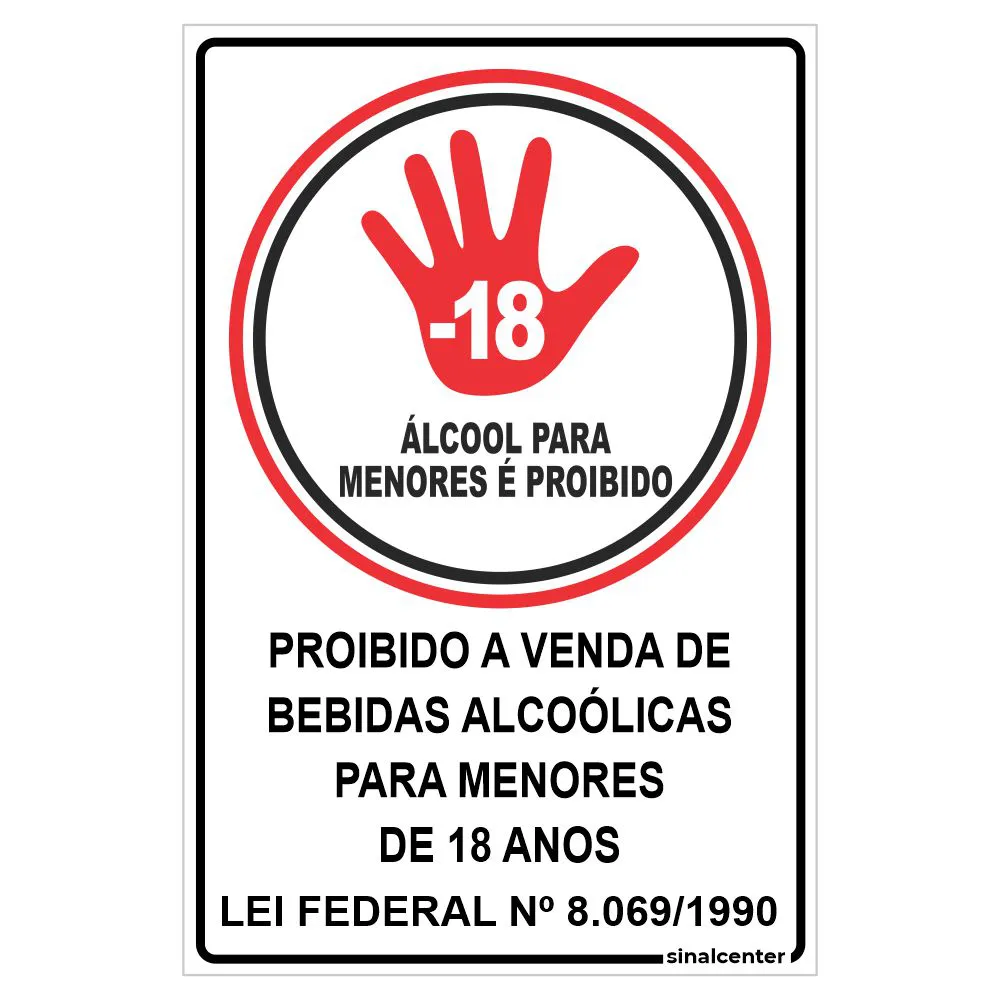 -18
ÁLCOOL PARA
MENORES É PROIBIDO
PROIBIDO A VENDA DE
BEBIDAS ALCOÓLICAS
PARA MENORES
DE 18 ANOS
LEI FEDERAL Nº 8.069/1990
sinalcenter